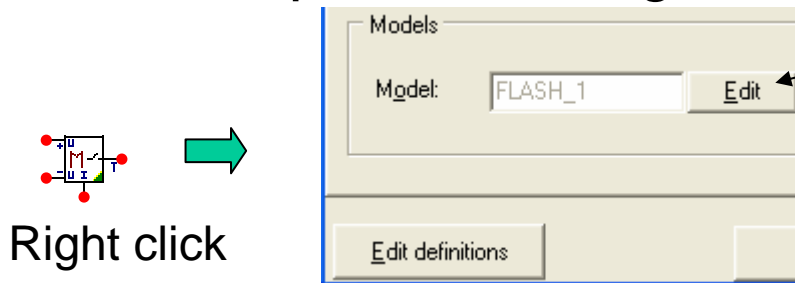 Models
Model: FLASH_1 Edit
U
M
T
U I
Right click
Edit definitions